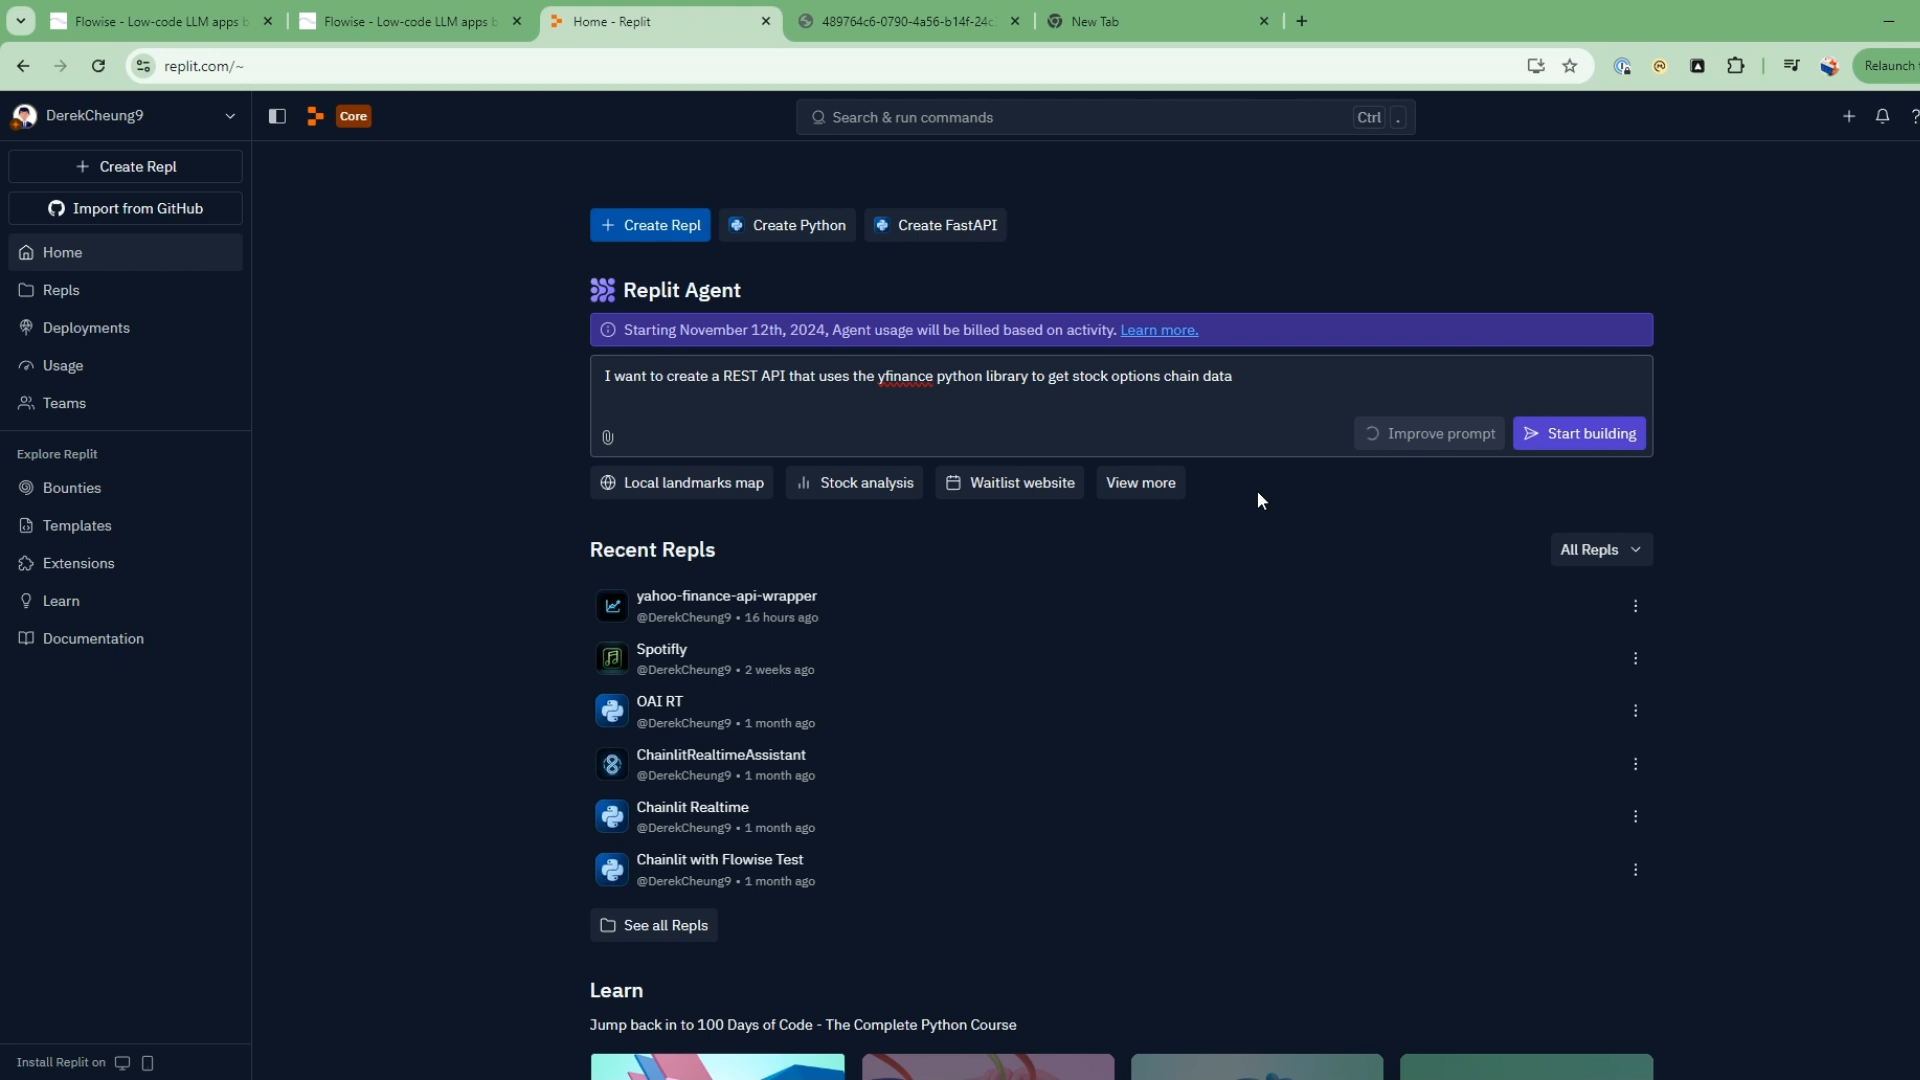 Flowise - Low-code LLM apps b
Flowise - Low-code LLM apps b
Home - Replit
489764c6-0790-4a56-b14f-24c
New Tab
replit.com/~
Relaunch
DerekCheung9
Core
Search & run commands
Ctrl .
Create Repl
Import from GitHub
Home
Repls
Deployments
Usage
Teams
Explore Replit
Bounties
Templates
Extensions
Learn
Documentation
Install Replit on
Create Repl
Create Python
Create FastAPI
Replit Agent
Starting November 12th, 2024, Agent usage will be billed based on activity. Learn more.
I want to create a REST API that uses the yfinance python library to get stock options chain data
Improve prompt
Start building
Local landmarks map
Stock analysis
Waitlist website
View more
Recent Repls
All Repls
yahoo-finance-api-wrapper
@DerekCheung9 • 16 hours ago
Spotifly
@DerekCheung9 • 2 weeks ago
OAI RT
@DerekCheung9 • 1 month ago
ChainlitRealtimeAssistant
@DerekCheung9 • 1 month ago
Chainlit Realtime
@DerekCheung9 • 1 month ago
Chainlit with Flowise Test
@DerekCheung9 • 1 month ago
See all Repls
Learn
Jump back in to 100 Days of Code - The Complete Python Course